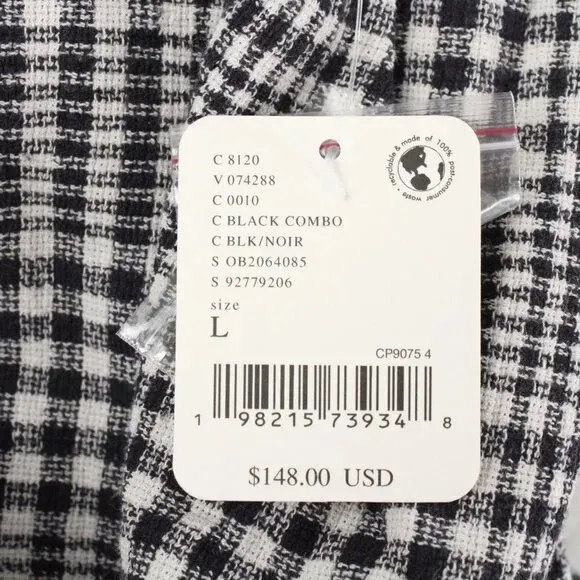 recyclable & made of 100% post-consumer waste
C 8120
V 074288
C 0010
C BLACK COMBO
C BLK/NOIR
S OB2064085
S 92779206
size
L
CP9075 4
1 98215 73934 8
$148.00 USD